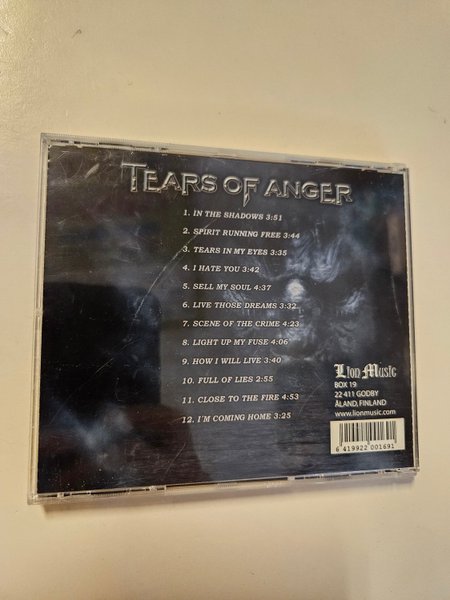 TEARS OF ANGER
1. IN THE SHADOWS 3:51
2. SPIRIT RUNNING FREE 3:44
3. TEARS IN MY EYES 3:35
4. I HATE YOU 3:42
5. SELL MY SOUL 4:37
6. LIVE THOSE DREAMS 3:32
7. SCENE OF THE CRIME 4:23
8. LIGHT UP MY FUSE 4:06
9. HOW I WILL LIVE 3:40
10. FULL OF LIES 2:55
11. CLOSE TO THE FIRE 4:53
12. I'M COMING HOME 3:25
Lion Music
BOX 19
22 411 GODBY
ÅLAND, FINLAND
www.lionmusic.com
6 419922 001691